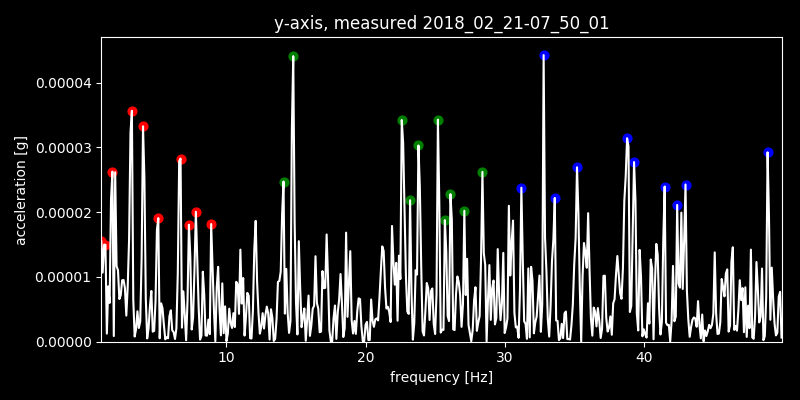 y-axis, measured 2018_02_21-07_50_01
acceleration [g]
0.00004
0.00003
0.00002
0.00001
0.00000
10 20 30 40
frequency [Hz]